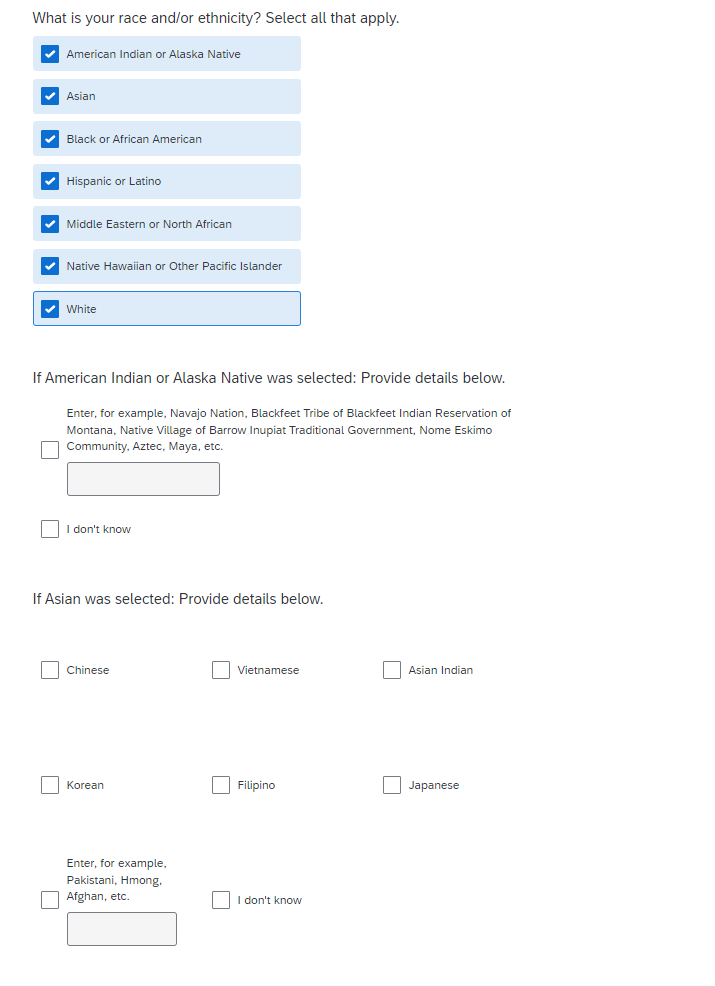 What is your race and/or ethnicity? Select all that apply.
American Indian or Alaska Native
Asian
Black or African American
Hispanic or Latino
Middle Eastern or North African
Native Hawaiian or Other Pacific Islander
White
If American Indian or Alaska Native was selected: Provide details below.
Enter, for example, Navajo Nation, Blackfeet Tribe of Blackfeet Indian Reservation of
Montana, Native Village of Barrow Inupiat Traditional Government, Nome Eskimo
Community, Aztec, Maya, etc.
I don't know
If Asian was selected: Provide details below.
Chinese
Vietnamese
Asian Indian
Korean
Filipino
Japanese
Enter, for example,
Pakistani, Hmong,
Afghan, etc.
I don't know